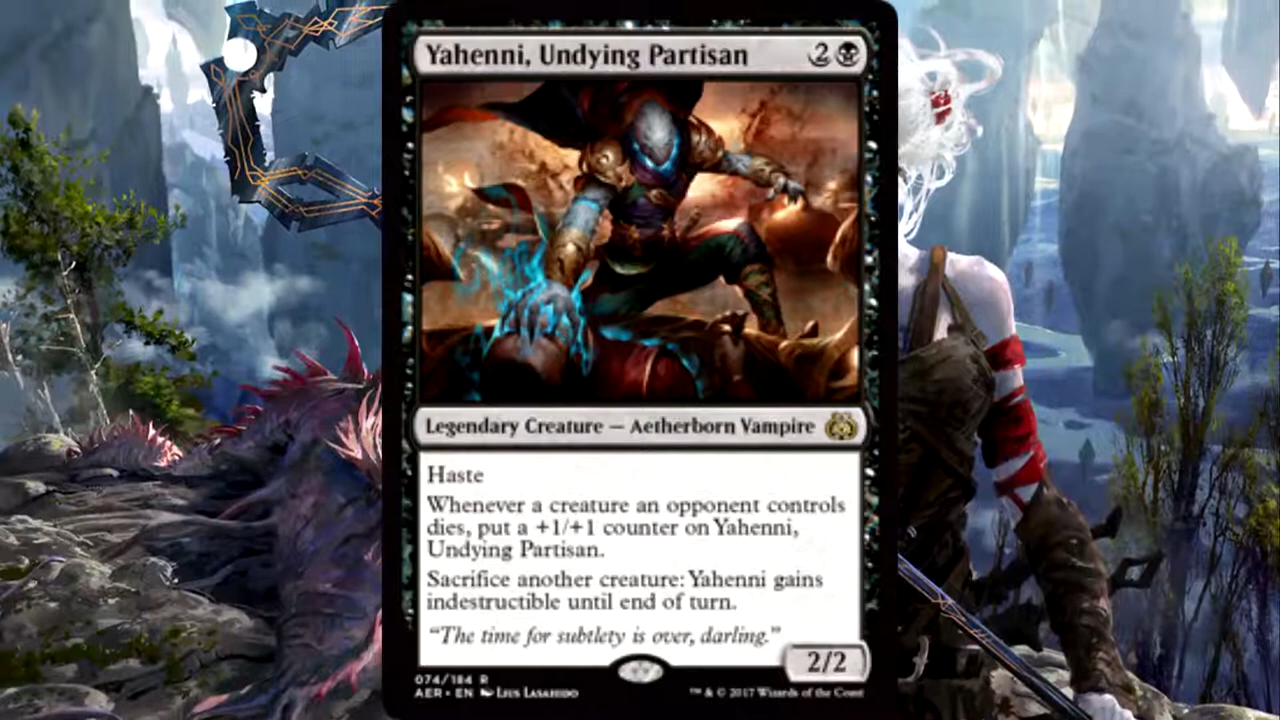 Yahenni, Undying Partisan 2
Legendary Creature — Aetherborn Vampire
Haste
Whenever a creature an opponent controls
dies, put a +1/+1 counter on Yahenni,
Undying Partisan.
Sacrifice another creature: Yahenni gains
indestructible until end of turn.
“The time for subtlety is over, darling.”
2/2
074/184 R
AER • EN Lius Lasahido
™ & © 2017 Wizards of the Coast